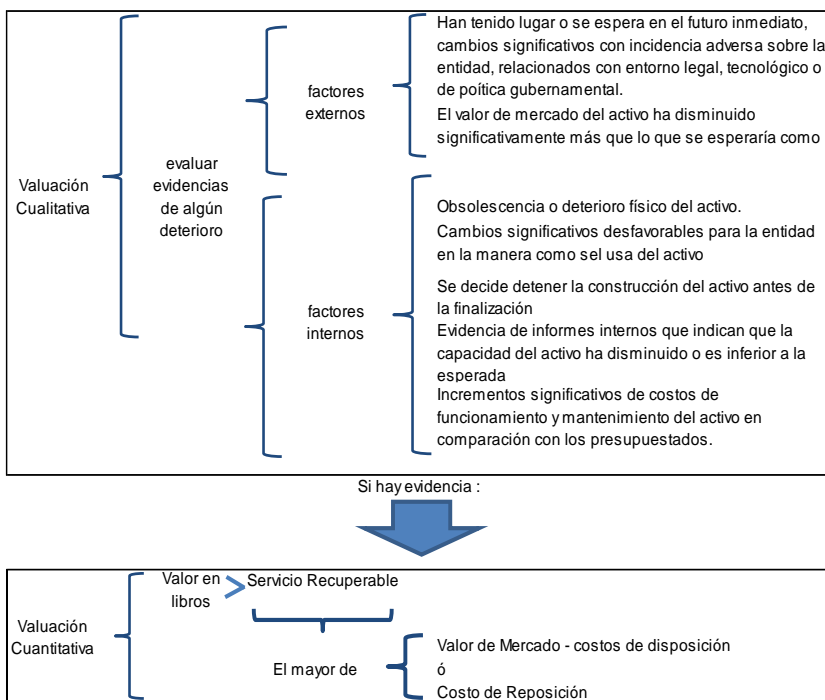 Valuación
Cualitativa
evaluar
evidencias
de algún
deterioro
factores
externos
Han tenido lugar o se espera en el futuro inmediato,
cambios significativos con incidencia adversa sobre la
entidad, relacionados con entorno legal, tecnológico o
de poítica gubernamental.
El valor de mercado del activo ha disminuido
significativamente más que lo que se esperaría como
factores
internos
Obsolescencia o deterioro físico del activo.
Cambios significativos desfavorables para la entidad
en la manera como sel usa del activo
Se decide detener la construcción del activo antes de
la finalización
Evidencia de informes internos que indican que la
capacidad del activo ha disminuido o es inferior a la
esperada
Incrementos significativos de costos de
funcionamiento y mantenimiento del activo en
comparación con los presupuestados.
Si hay evidencia :
Valuación
Cuantitativa
Valor en
libros
>
Servicio Recuperable
El mayor de
Valor de Mercado - costos de disposición
ó
Costo de Reposición